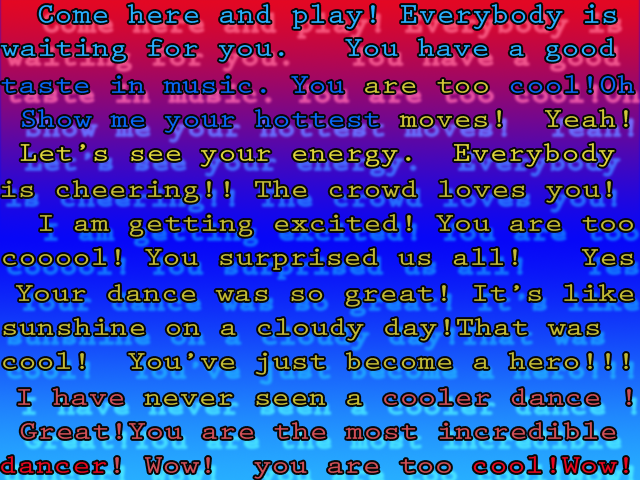 Come here and play! Everybody is
waiting for you. You have a good
taste in music. You are too cool!Oh
Show me your hottest moves! Yeah!
Let's see your energy. Everybody
is cheering!! The crowd loves you!
I am getting excited! You are too
cooool! You surprised us all! Yes
Your dance was so great! It's like
sunshine on a cloudy day!That was
cool! You've just become a hero!!!
I have never seen a cooler dance !
Great!You are the most incredible
dancer! Wow! you are too cool!Wow!